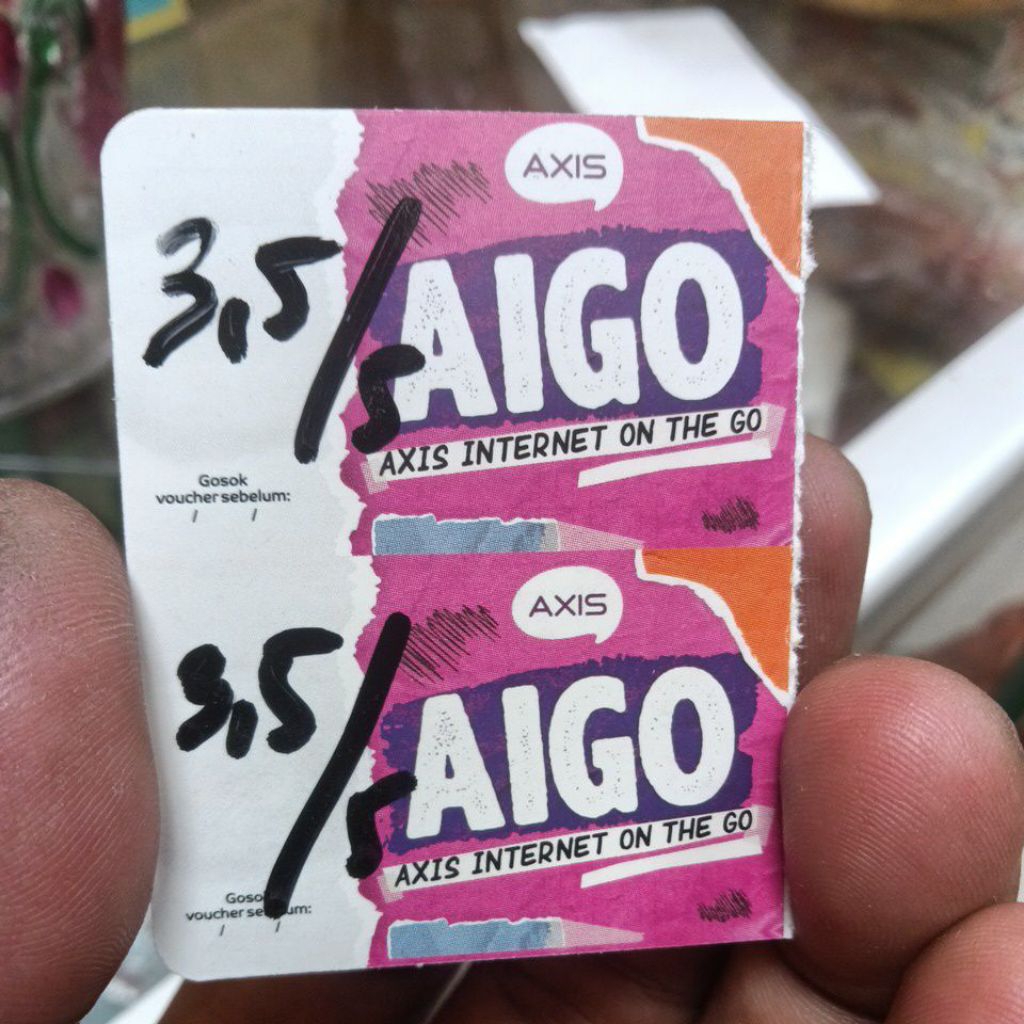 AXIS
3,5/5
AIGO
AXIS INTERNET ON THE GO
Gosok
voucher sebelum:
/ /
AXIS
3,5/5
AIGO
AXIS INTERNET ON THE GO
Gosok
voucher sebelum:
/ /